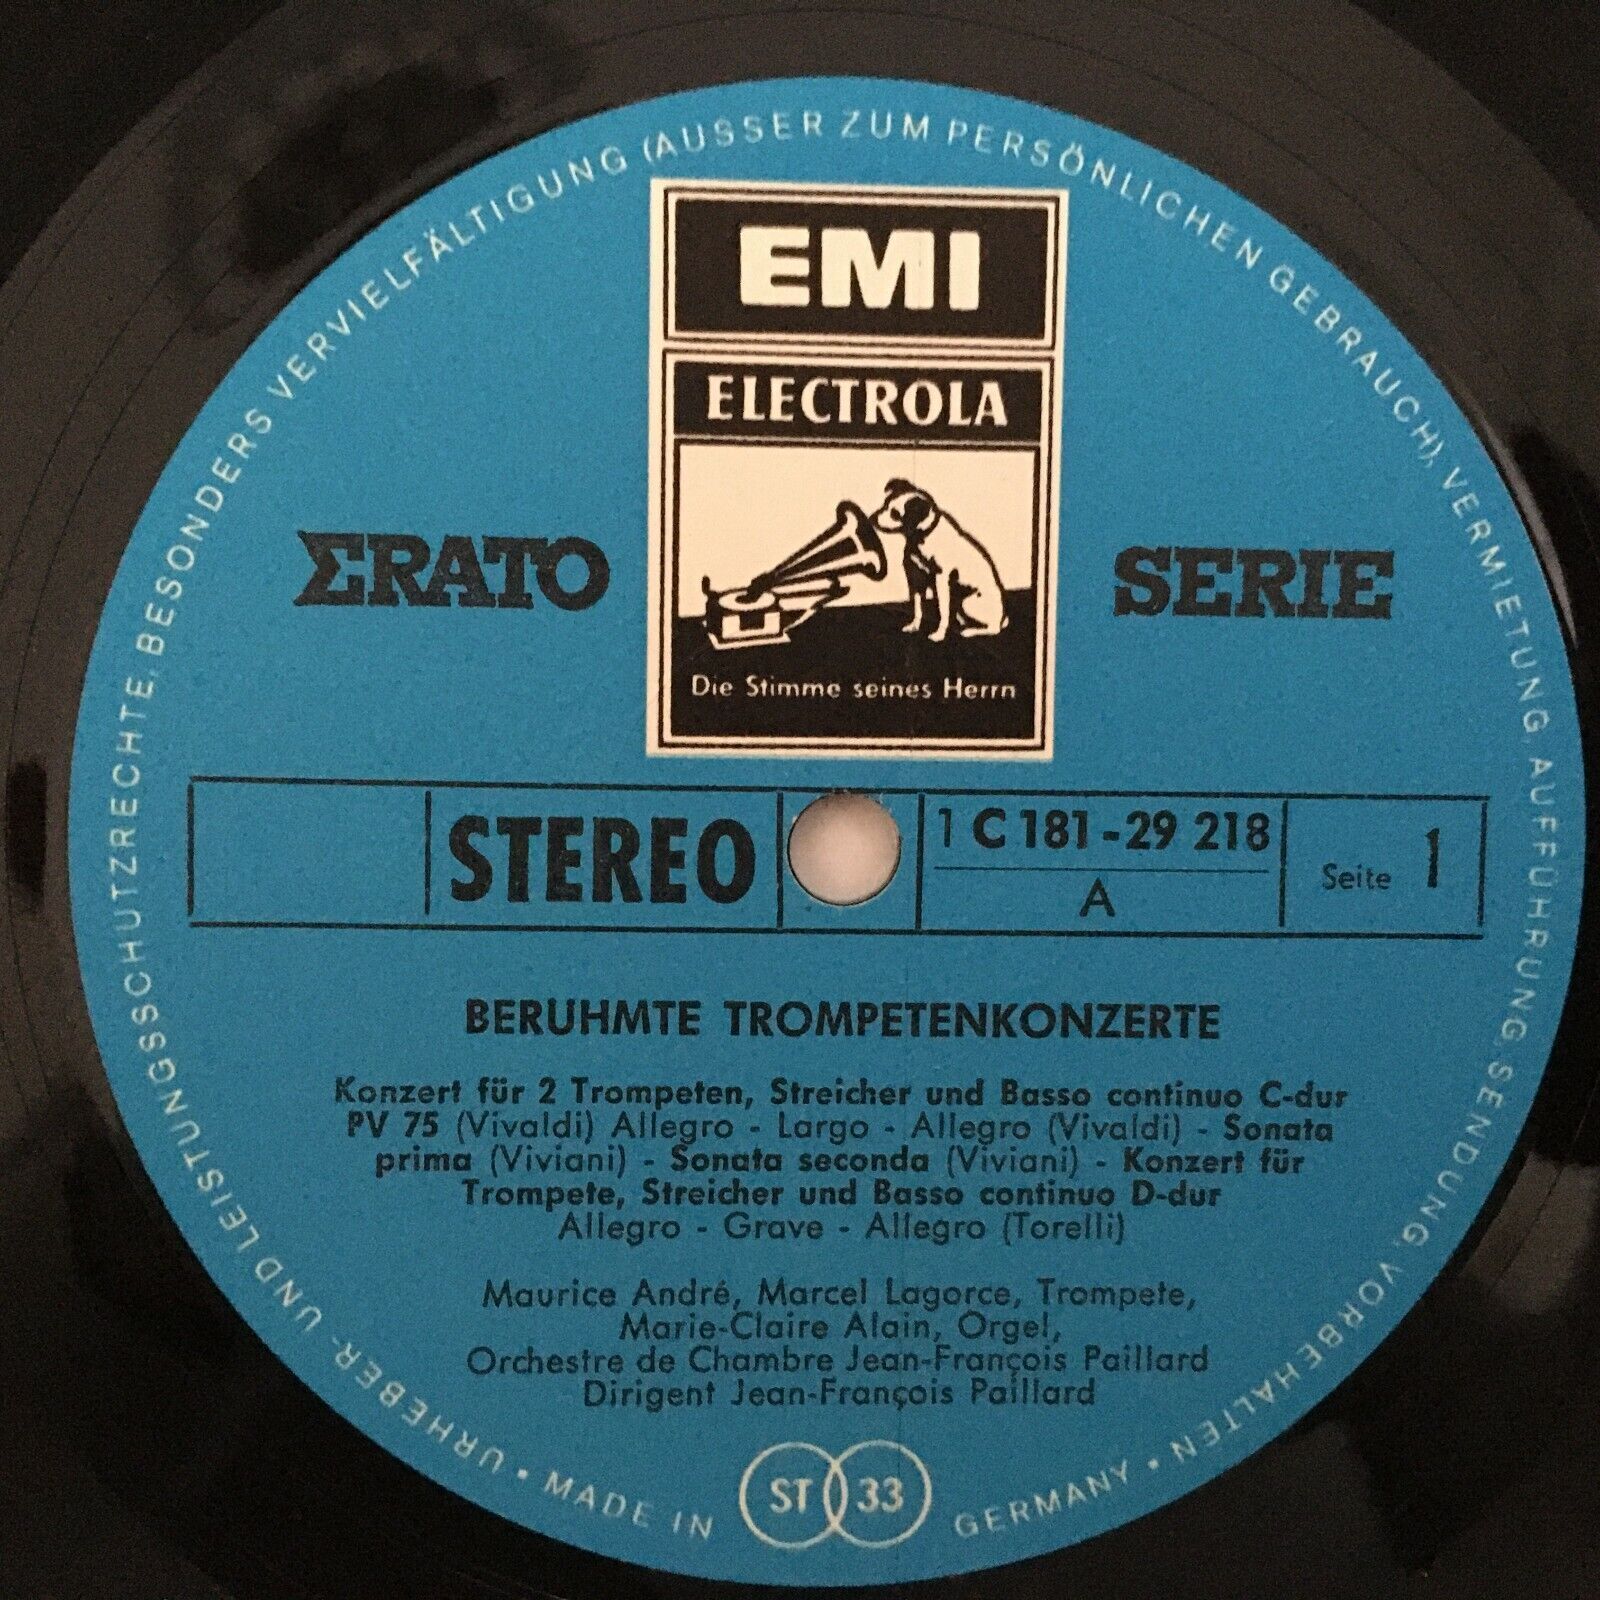 URHEBER- UND LEISTUNGSSCHUTZRECHTE, BESONDERS VERVIELFÄLTIGUNG (AUSSER ZUM PERSÖNLICHEN GEBRAUCH), VERMIETUNG, AUFFÜHRUNG, SENDUNG, VORBEHALTEN •
EMI
ELECTROLA
ERATO
SERIE
Die Stimme seines Herrn
STEREO
1 C 181-29 218
A
Seite 1
BERUHMTE TROMPETENKONZERTE
Konzert für 2 Trompeten, Streicher und Basso continuo C-dur
PV 75 (Vivaldi) Allegro - Largo - Allegro (Vivaldi) - Sonata
prima (Viviani) - Sonata seconda (Viviani) - Konzert für
Trompete, Streicher und Basso continuo D-dur
Allegro - Grave - Allegro (Torelli)
Maurice André, Marcel Lagorce, Trompete,
Marie-Claire Alain, Orgel,
Orchestre de Chambre Jean-François Paillard
Dirigent Jean-François Paillard
• MADE IN GERMANY •
ST 33